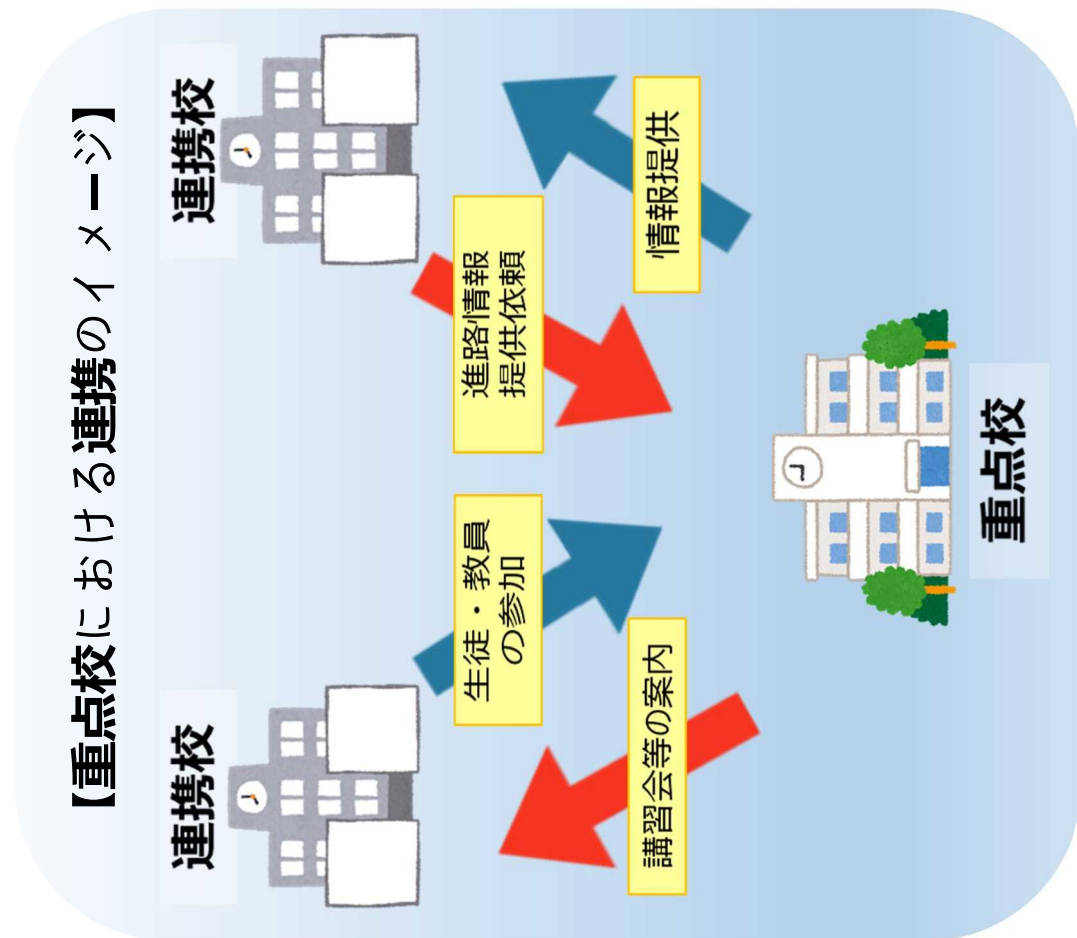 【重点校における連携のイメージ】
連携校
連携校
生徒・教員
の参加
進路情報
提供依頼
講習会等の案内
情報提供
重点校